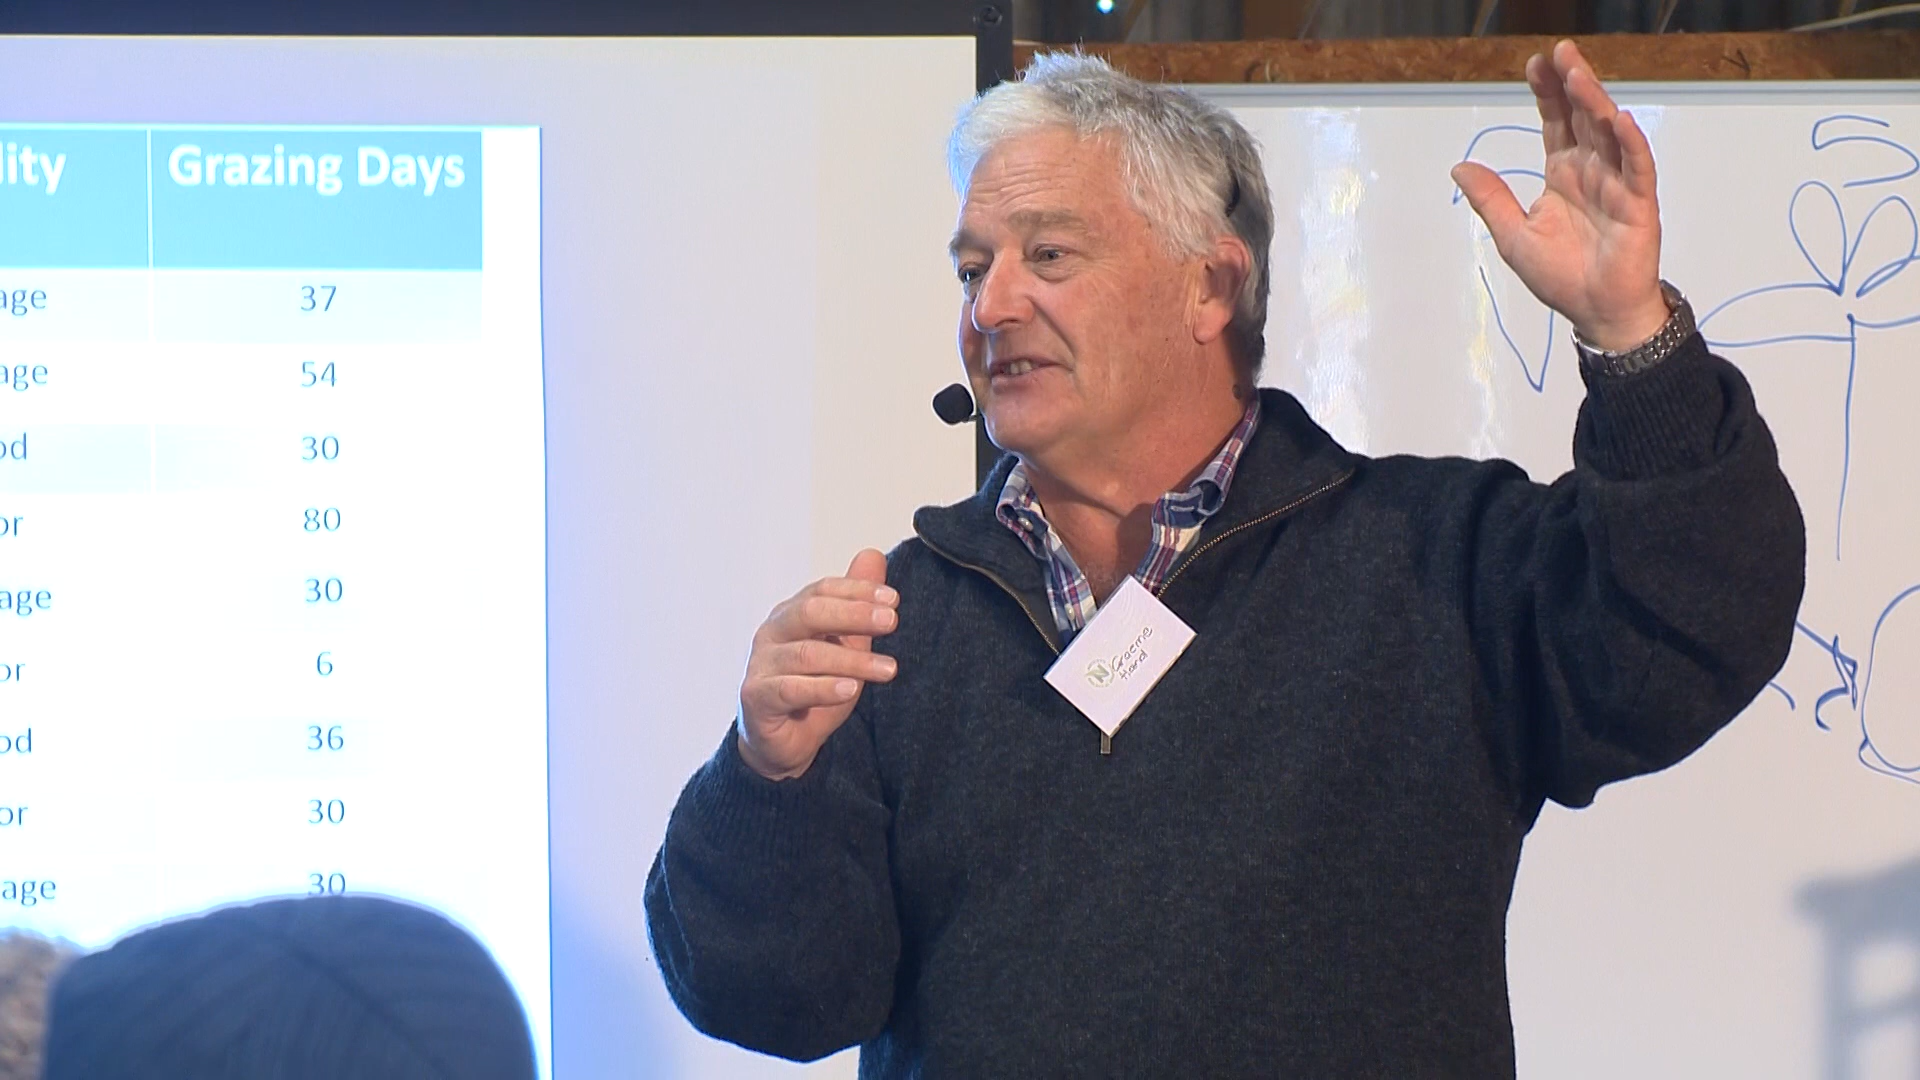 lity Grazing Days
age 37
age 54
od 30
or 80
age 30
or 6
od 36
or 30
age 30
Graeme
Hand